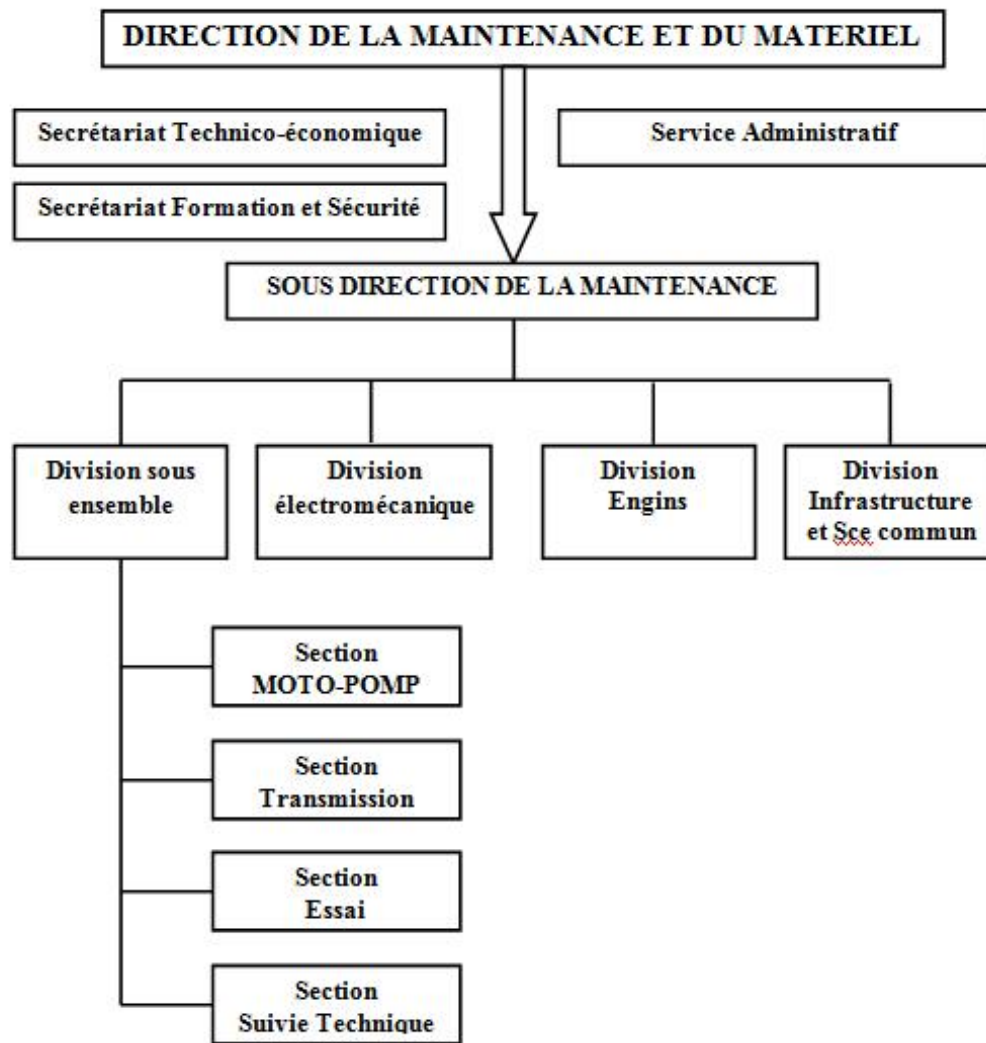 DIRECTION DE LA MAINTENANCE ET DU MATERIEL
Secrétariat Technico-économique
Service Administratif
Secrétariat Formation et Sécurité
SOUS DIRECTION DE LA MAINTENANCE
Division sous
ensemble
Division
électromécanique
Division
Engins
Division
Infrastructure
et Sce commun
Section
MOTO-POMP
Section
Transmission
Section
Essai
Section
Suivie Technique